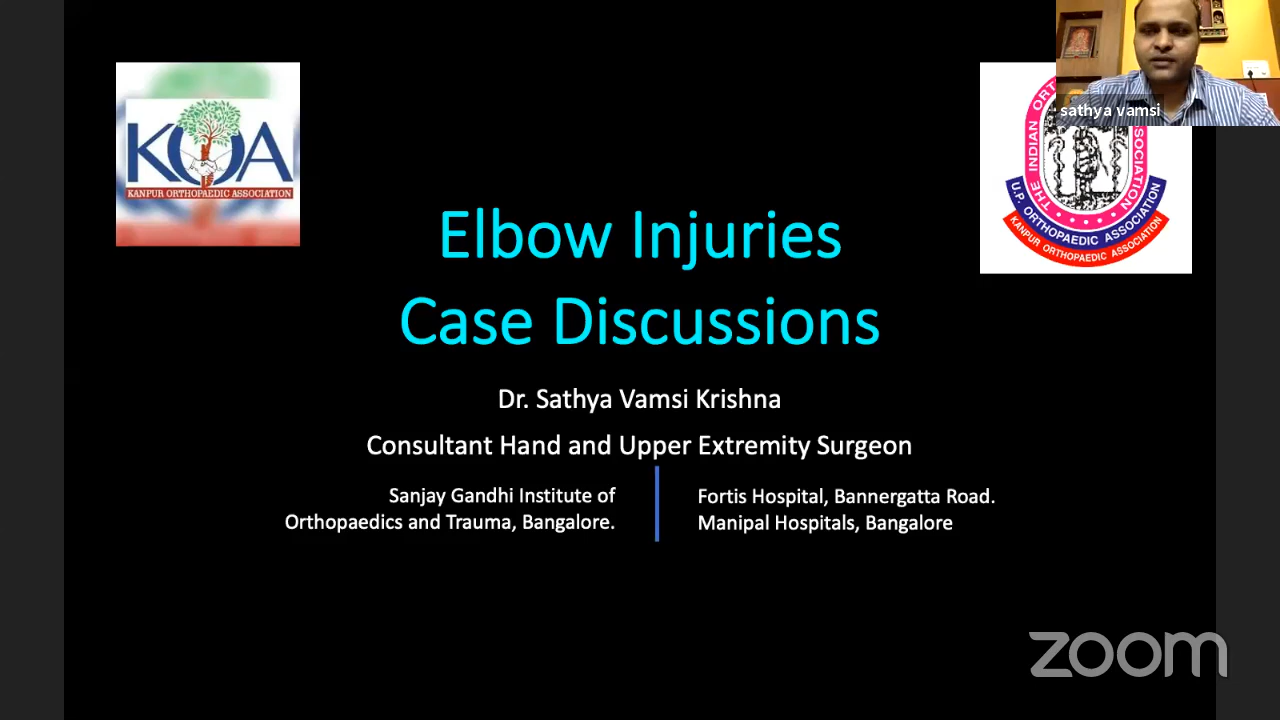 KOA
KANPUR ORTHOPAEDIC ASSOCIATION
sathya vamsi
THE INDIAN ORT
SSOCIATION
U.P. ORTHOPAEDIC ASSOCIATION
KANPUR ORTHOPAEDIC ASSOCIATION
Elbow Injuries
Case Discussions
Dr. Sathya Vamsi Krishna
Consultant Hand and Upper Extremity Surgeon
Sanjay Gandhi Institute of
Orthopaedics and Trauma, Bangalore.
Fortis Hospital, Bannergatta Road.
Manipal Hospitals, Bangalore
zoom